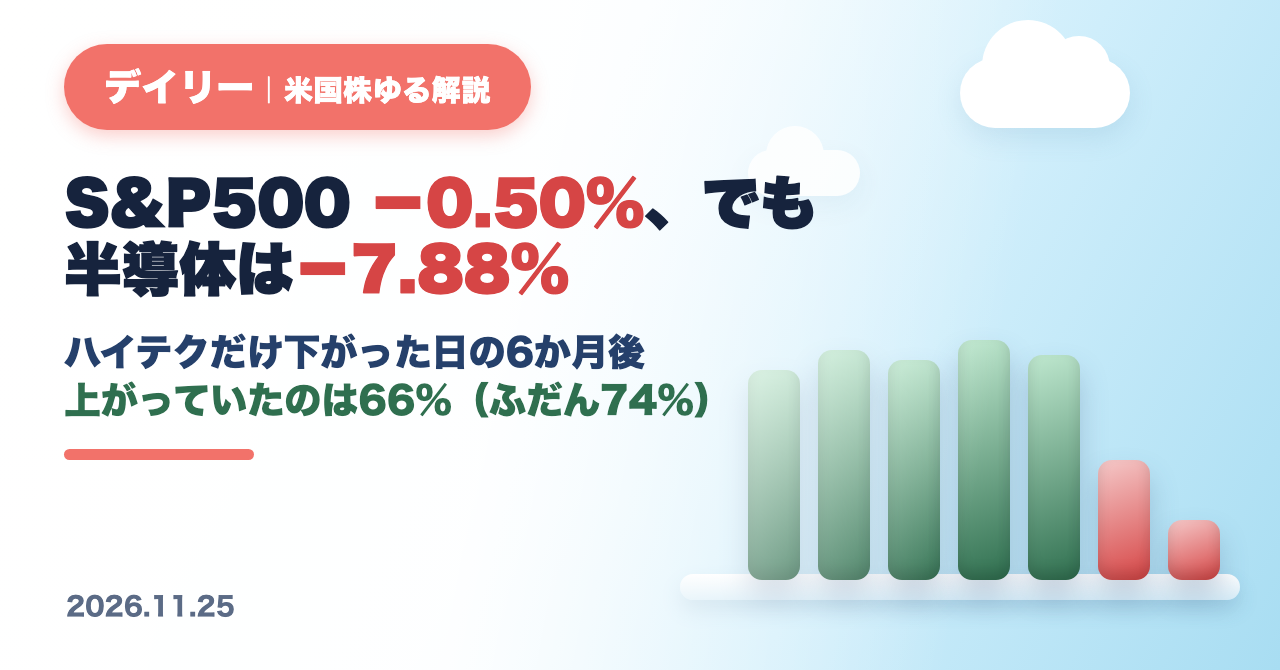 デイリー｜米国株ゆる解説
S&P500 −0.50%、でも
半導体は−7.88%
ハイテクだけ下がった日の6か月後
上がっていたのは66%（ふだん74%）
2026.11.25